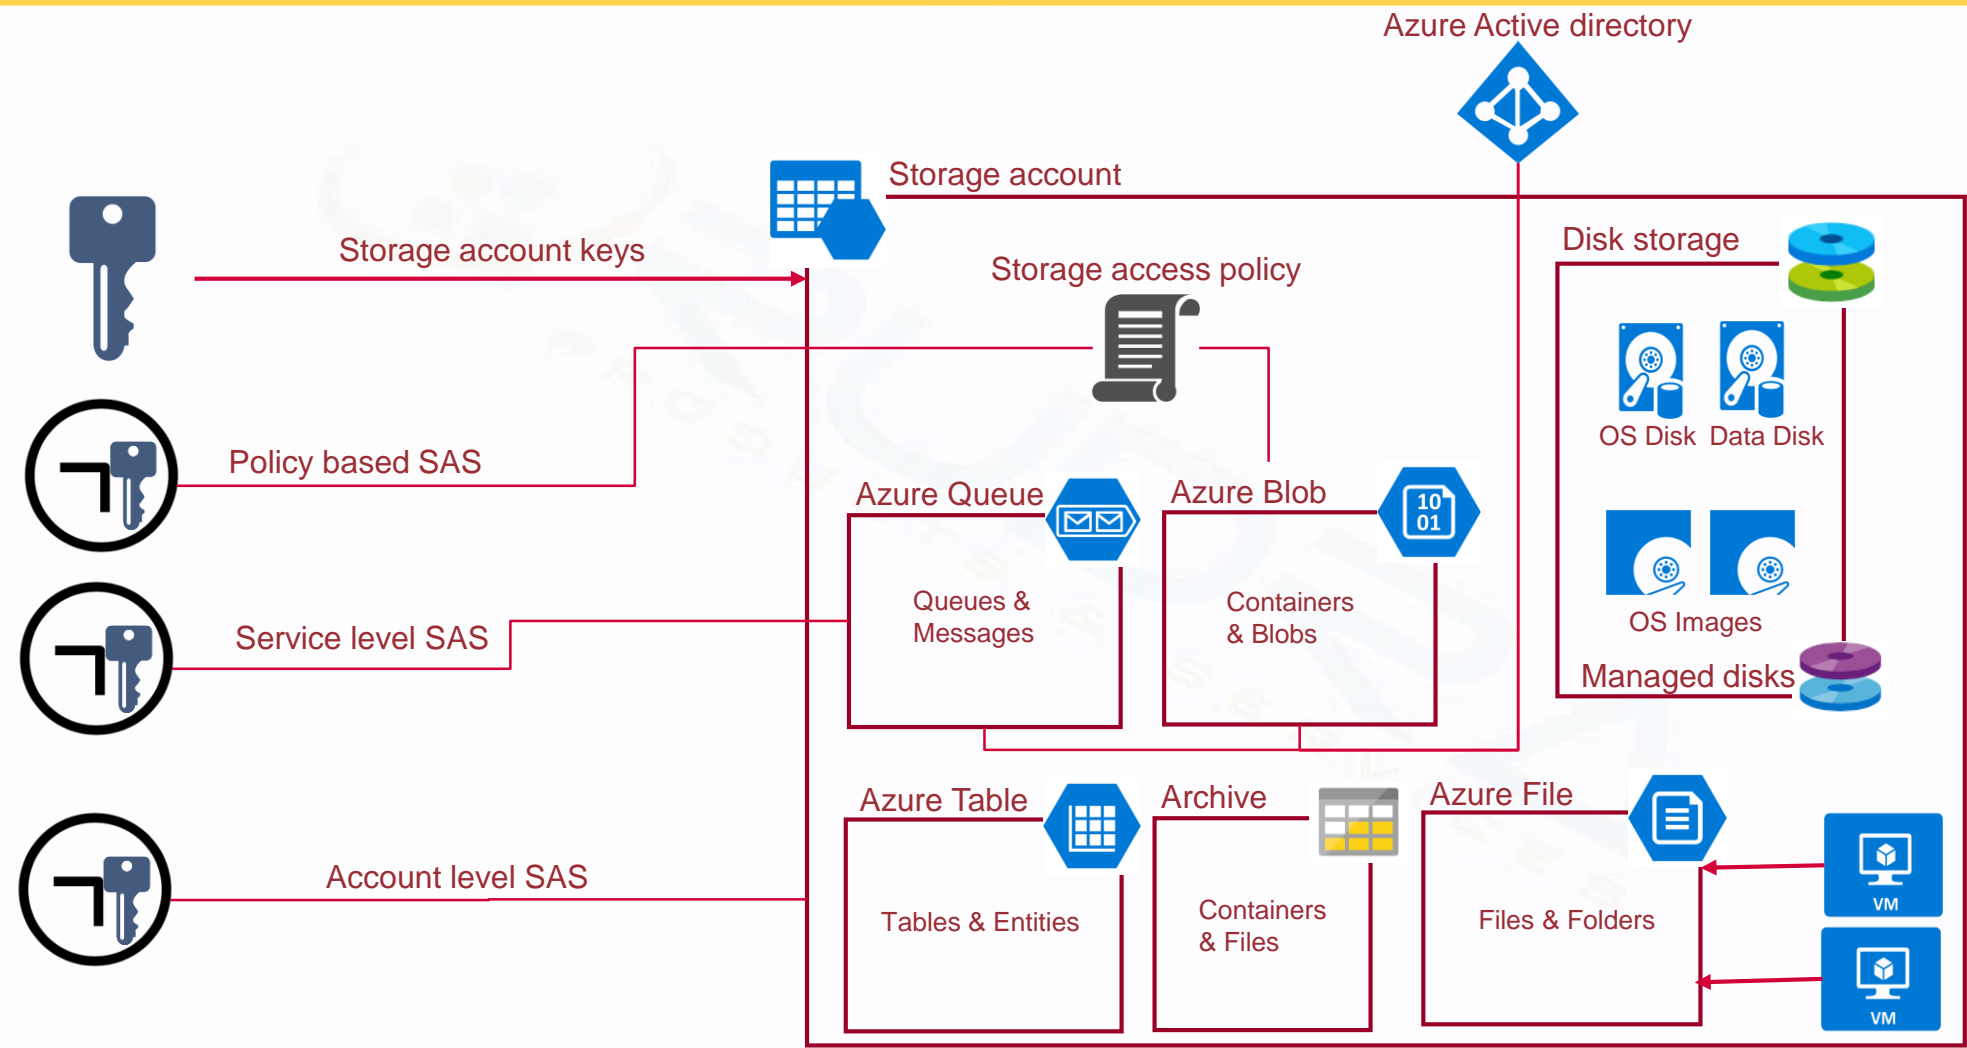 Azure Active directory
Storage account
Storage account keys
Disk storage
Storage access policy
OS Disk Data Disk
Policy based SAS
Azure Queue
Azure Blob
10
01
Queues &
Messages
Containers
& Blobs
OS Images
Service level SAS
Managed disks
Azure Table
Archive
Azure File
Account level SAS
Tables & Entities
Containers
& Files
Files & Folders
VM
VM